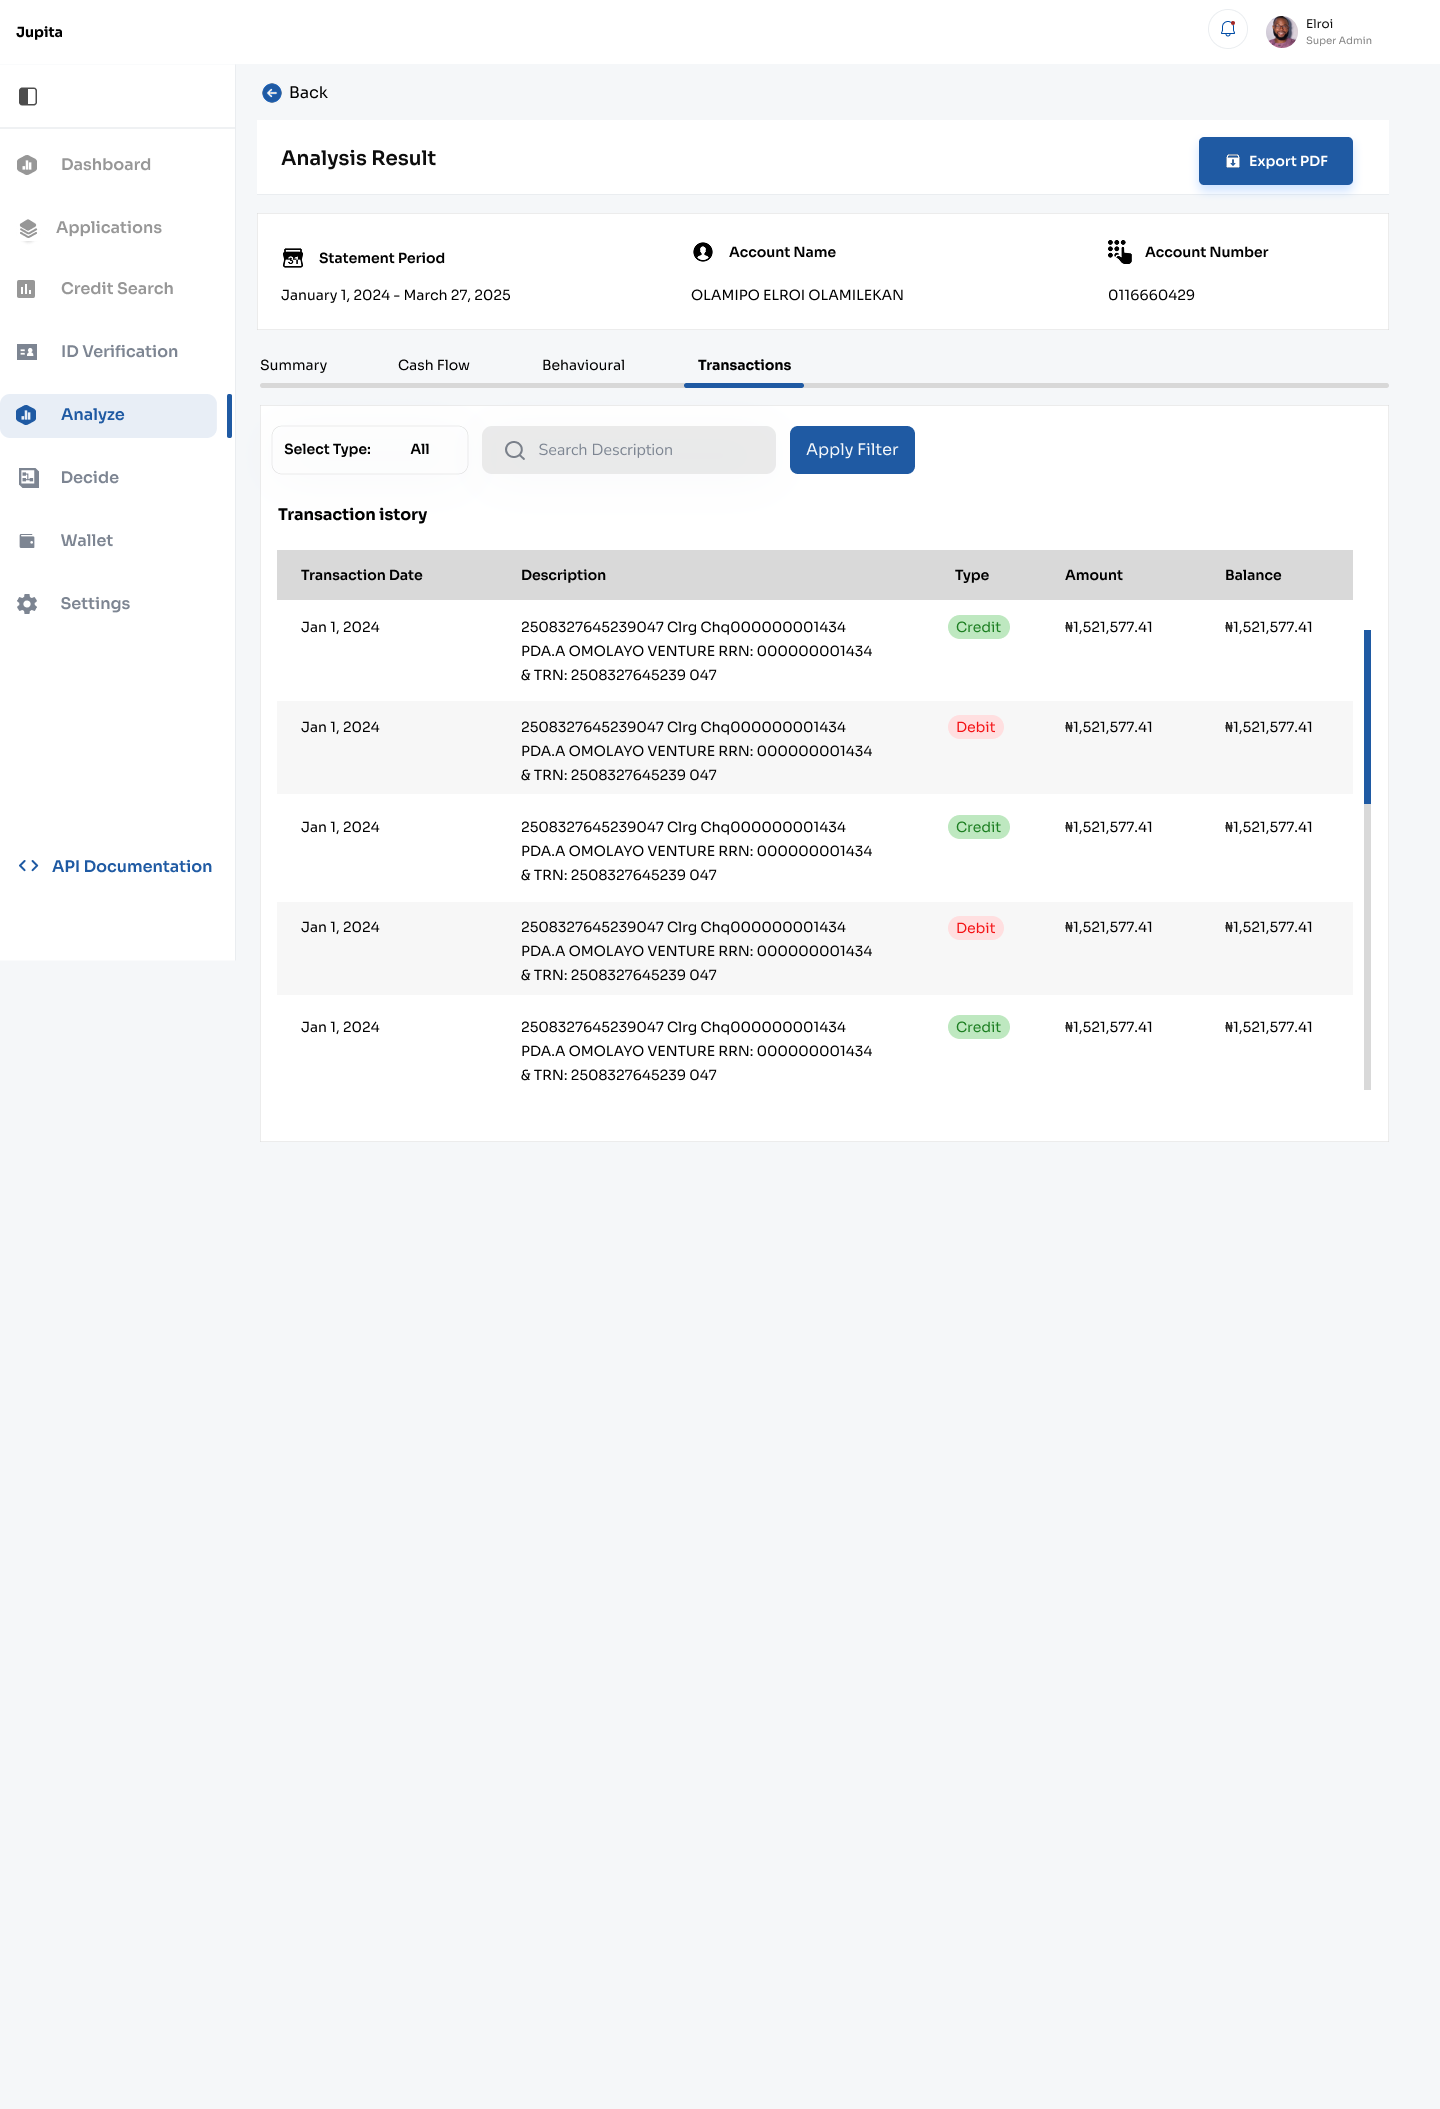 Jupita
Elroi
Super Admin
Back
Dashboard
Applications
Credit Search
ID Verification
Analyze
Decide
Wallet
Settings
API Documentation
Analysis Result
Export PDF
31
Statement Period
January 1, 2024 - March 27, 2025
Account Name
OLAMIPO ELROI OLAMILEKAN
Account Number
0116660429
Summary Cash Flow Behavioural Transactions
Select Type: All
Search Description
Apply Filter
Transaction istory
Transaction Date Description Type Amount Balance
Jan 1, 2024 2508327645239047 Clrg Chq000000001434 Credit ₦1,521,577.41 ₦1,521,577.41
PDA.A OMOLAYO VENTURE RRN: 000000001434
& TRN: 2508327645239 047
Jan 1, 2024 2508327645239047 Clrg Chq000000001434 Debit ₦1,521,577.41 ₦1,521,577.41
PDA.A OMOLAYO VENTURE RRN: 000000001434
& TRN: 2508327645239 047
Jan 1, 2024 2508327645239047 Clrg Chq000000001434 Credit ₦1,521,577.41 ₦1,521,577.41
PDA.A OMOLAYO VENTURE RRN: 000000001434
& TRN: 2508327645239 047
Jan 1, 2024 2508327645239047 Clrg Chq000000001434 Debit ₦1,521,577.41 ₦1,521,577.41
PDA.A OMOLAYO VENTURE RRN: 000000001434
& TRN: 2508327645239 047
Jan 1, 2024 2508327645239047 Clrg Chq000000001434 Credit ₦1,521,577.41 ₦1,521,577.41
PDA.A OMOLAYO VENTURE RRN: 000000001434
& TRN: 2508327645239 047